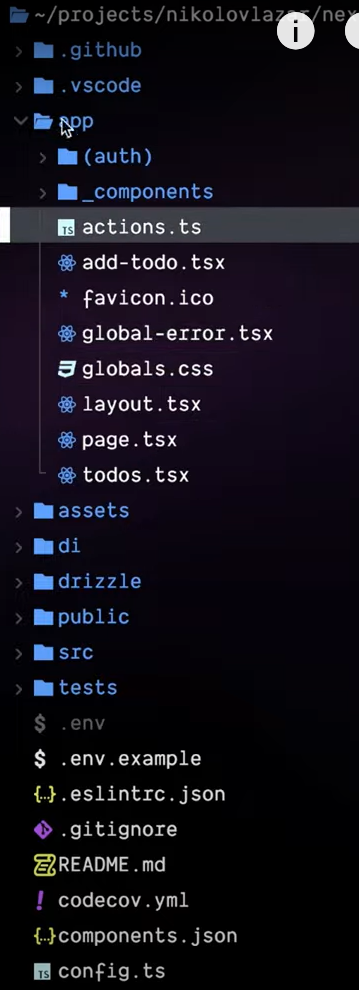 ~/projects/nikolovlazar/nex
i
.github
.vscode
app
(auth)
_components
TS actions.ts
add-todo.tsx
* favicon.ico
global-error.tsx
globals.css
layout.tsx
page.tsx
todos.tsx
assets
di
drizzle
public
src
tests
$ .env
$ .env.example
{..} .eslintrc.json
.gitignore
README.md
! codecov.yml
{..} components.json
TS config.ts